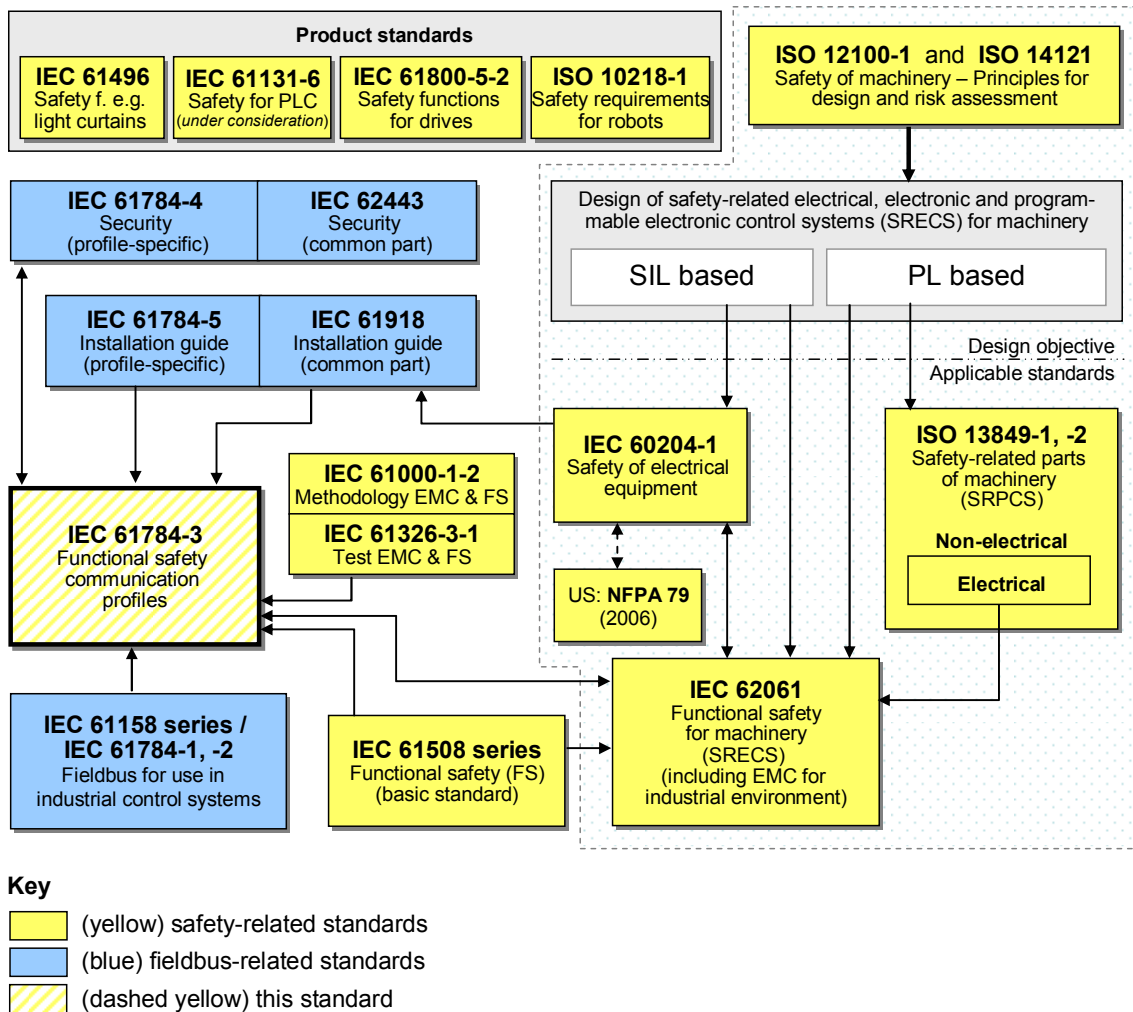 Product standards
IEC 61496
Safety f. e.g.
light curtains
IEC 61131-6
Safety for PLC
(under consideration)
IEC 61800-5-2
Safety functions
for drives
ISO 10218-1
Safety requirements
for robots
ISO 12100-1 and ISO 14121
Safety of machinery – Principles for
design and risk assessment
IEC 61784-4
Security
(profile-specific)
IEC 62443
Security
(common part)
Design of safety-related electrical, electronic and program-
mable electronic control systems (SRECS) for machinery
SIL based
PL based
IEC 61784-5
Installation guide
(profile-specific)
IEC 61918
Installation guide
(common part)
Design objective
Applicable standards
IEC 60204-1
Safety of electrical
equipment
ISO 13849-1, -2
Safety-related parts
of machinery
(SRPCS)
Non-electrical
Electrical
IEC 61000-1-2
Methodology EMC & FS
IEC 61326-3-1
Test EMC & FS
IEC 61784-3
Functional safety
communication
profiles
US: NFPA 79
(2006)
IEC 62061
Functional safety
for machinery
(SRECS)
(including EMC for
industrial environment)
IEC 61158 series /
IEC 61784-1, -2
Fieldbus for use in
industrial control systems
IEC 61508 series
Functional safety (FS)
(basic standard)
Key
(yellow) safety-related standards
(blue) fieldbus-related standards
(dashed yellow) this standard